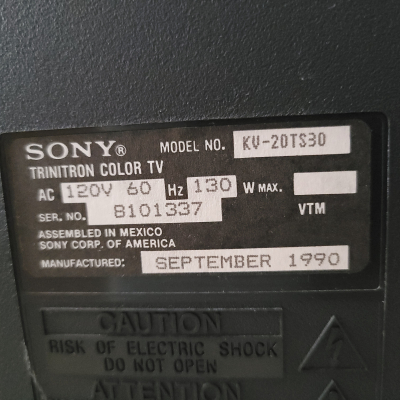 SONY® MODEL NO. KV-20TS30
TRINITRON COLOR TV
AC 120V 60 Hz 130 W MAX.
SER. NO. 8101337 VTM
ASSEMBLED IN MEXICO
SONY CORP. OF AMERICA
MANUFACTURED: SEPTEMBER 1990
CAUTION
RISK OF ELECTRIC SHOCK
DO NOT OPEN
ATTENTION